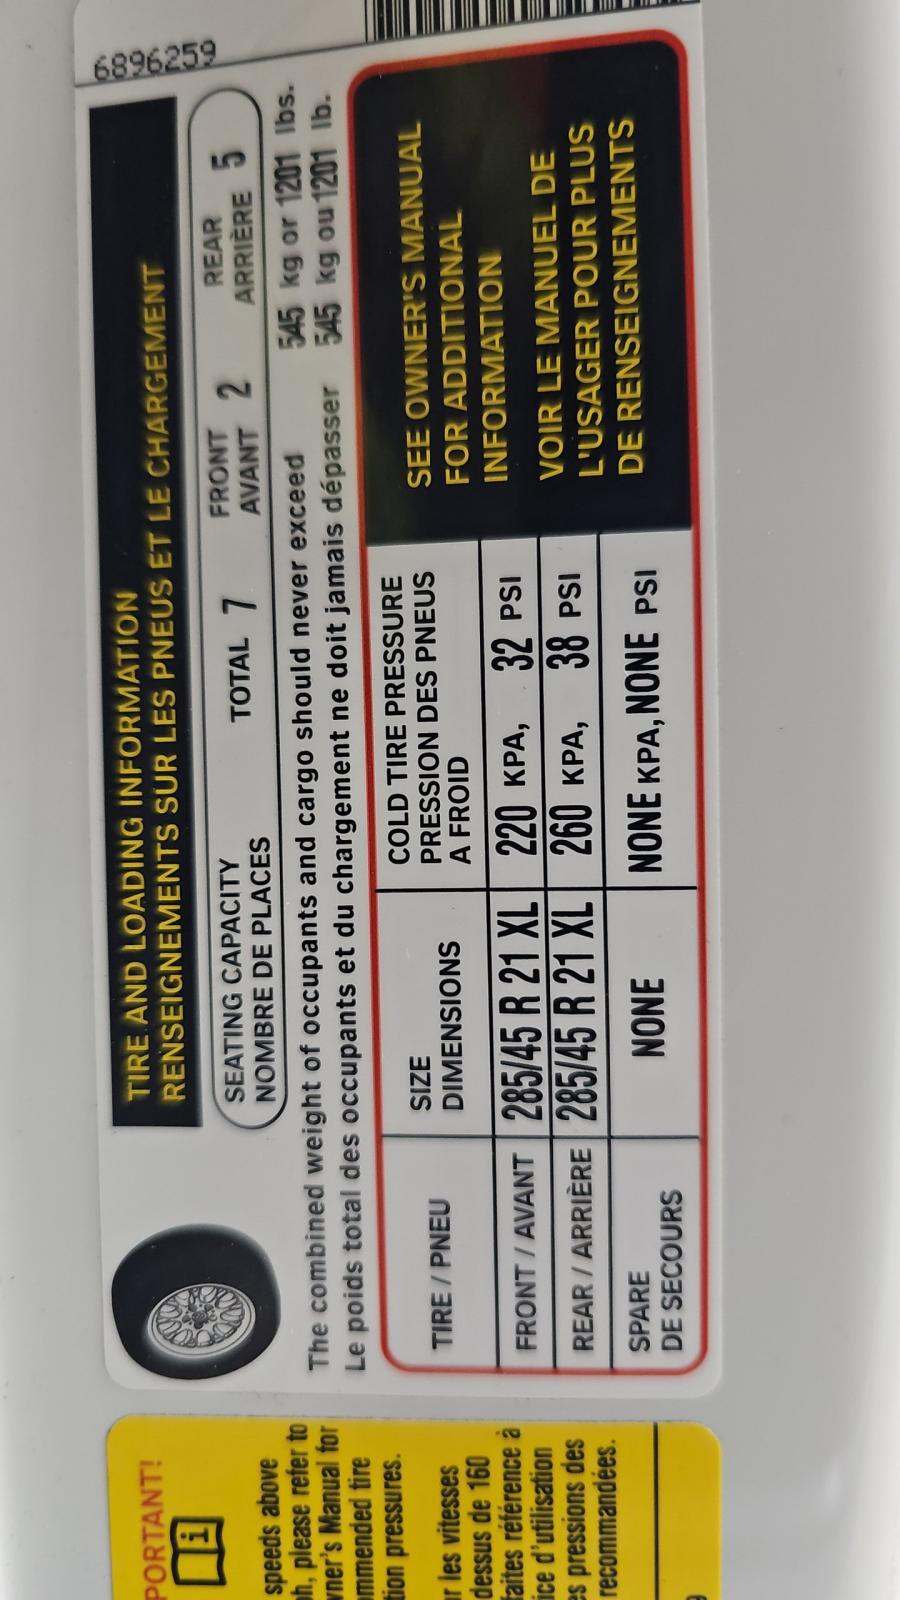 6896259
TIRE AND LOADING INFORMATION
RENSEIGNEMENTS SUR LES PNEUS ET LE CHARGEMENT
SEATING CAPACITY
NOMBRE DE PLACES
TOTAL 7
FRONT
AVANT 2
REAR
ARRIÈRE 5
The combined weight of occupants and cargo should never exceed 545 kg or 1201 lbs.
Le poids total des occupants et du chargement ne doit jamais dépasser 545 kg ou 1201 lb.
TIRE / PNEU
SIZE
DIMENSIONS
COLD TIRE PRESSURE
PRESSION DES PNEUS
A FROID
FRONT / AVANT 285/45 R 21 XL 220 KPA, 32 PSI
REAR / ARRIÈRE 285/45 R 21 XL 260 KPA, 38 PSI
SPARE
DE SECOURS
NONE NONE KPA, NONE PSI
SEE OWNER'S MANUAL
FOR ADDITIONAL
INFORMATION
VOIR LE MANUEL DE
L'USAGER POUR PLUS
DE RENSEIGNEMENTS
speeds above
please refer to
Manual for
tire
pressures.
les vitesses
dessus de 160
faites référence à
d'utilisation
pressions des
recommandées.